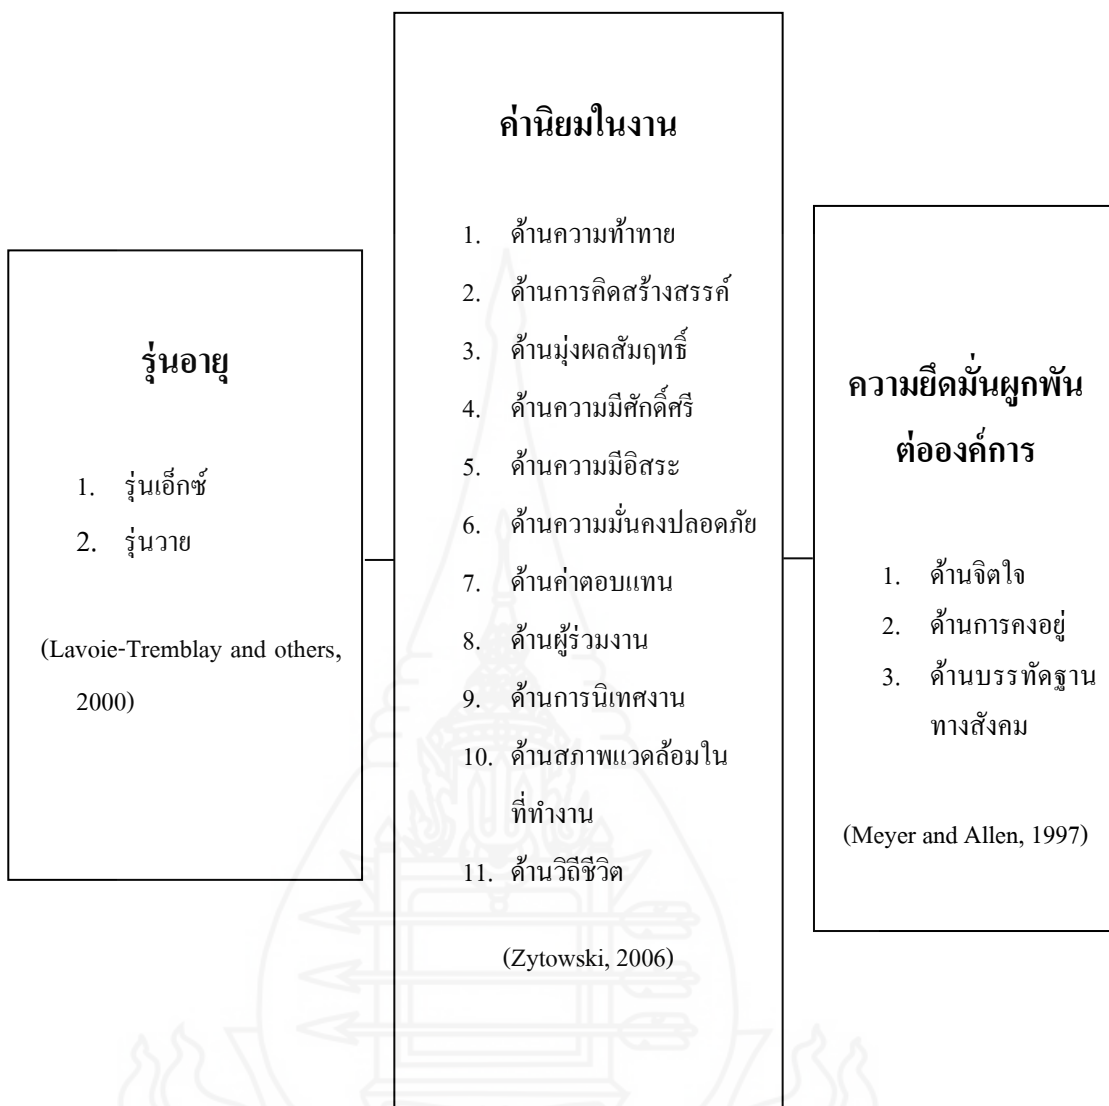 รุ่นอายุ
1. รุ่นเอ็กซ์
2. รุ่นวาย
(Lavoie-Tremblay and others,
2000)
ค่านิยมในงาน
1. ด้านความท้าทาย
2. ด้านการคิดสร้างสรรค์
3. ด้านมุ่งผลสัมฤทธิ์
4. ด้านความมีศักดิ์ศรี
5. ด้านความมีอิสระ
6. ด้านความมั่นคงปลอดภัย
7. ด้านค่าตอบแทน
8. ด้านผู้ร่วมงาน
9. ด้านการนิเทศงาน
10. ด้านสภาพแวดล้อมใน
ที่ทำงาน
11. ด้านวิถีชีวิต
(Zytowski, 2006)
ความยึดมั่นผูกพัน
ต่อองค์การ
1. ด้านจิตใจ
2. ด้านการคงอยู่
3. ด้านบรรทัดฐาน
ทางสังคม
(Meyer and Allen, 1997)